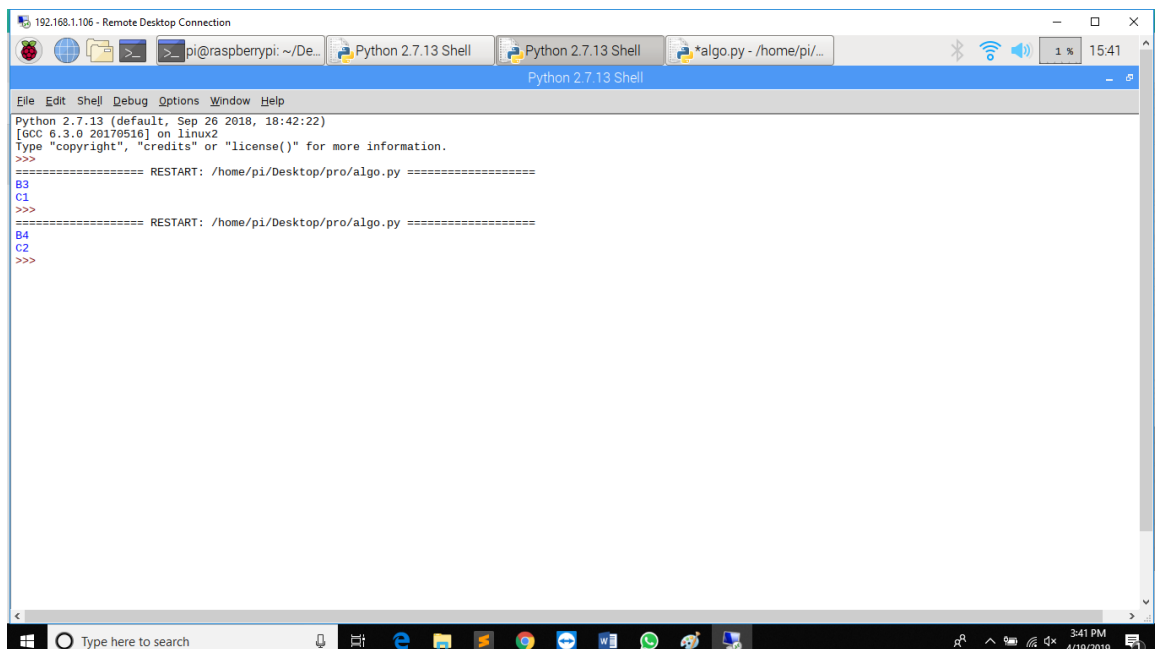 192.168.1.106 - Remote Desktop Connection
pi@raspberrypi: ~/De... Python 2.7.13 Shell Python 2.7.13 Shell *algo.py - /home/pi/... 1 % 15:41
Python 2.7.13 Shell
File Edit Shell Debug Options Window Help
Python 2.7.13 (default, Sep 26 2018, 18:42:22)
[GCC 6.3.0 20170516] on linux2
Type "copyright", "credits" or "license()" for more information.
>>>
=================== RESTART: /home/pi/Desktop/pro/algo.py ===================
B3
C1
>>>
=================== RESTART: /home/pi/Desktop/pro/algo.py ===================
B4
C2
>>>
Type here to search
3:41 PM
4/19/2019